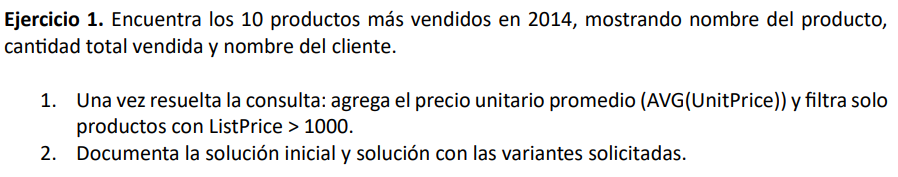 Ejercicio 1. Encuentra los 10 productos más vendidos en 2014, mostrando nombre del producto,
cantidad total vendida y nombre del cliente.
1. Una vez resuelta la consulta: agrega el precio unitario promedio (AVG(UnitPrice)) y filtra solo
productos con ListPrice > 1000.
2. Documenta la solución inicial y solución con las variantes solicitadas.